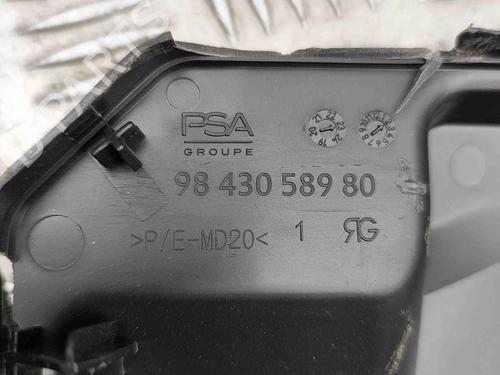 PSA
GROUPE
98 430 589 80
>P/E-MD20< 1 RG